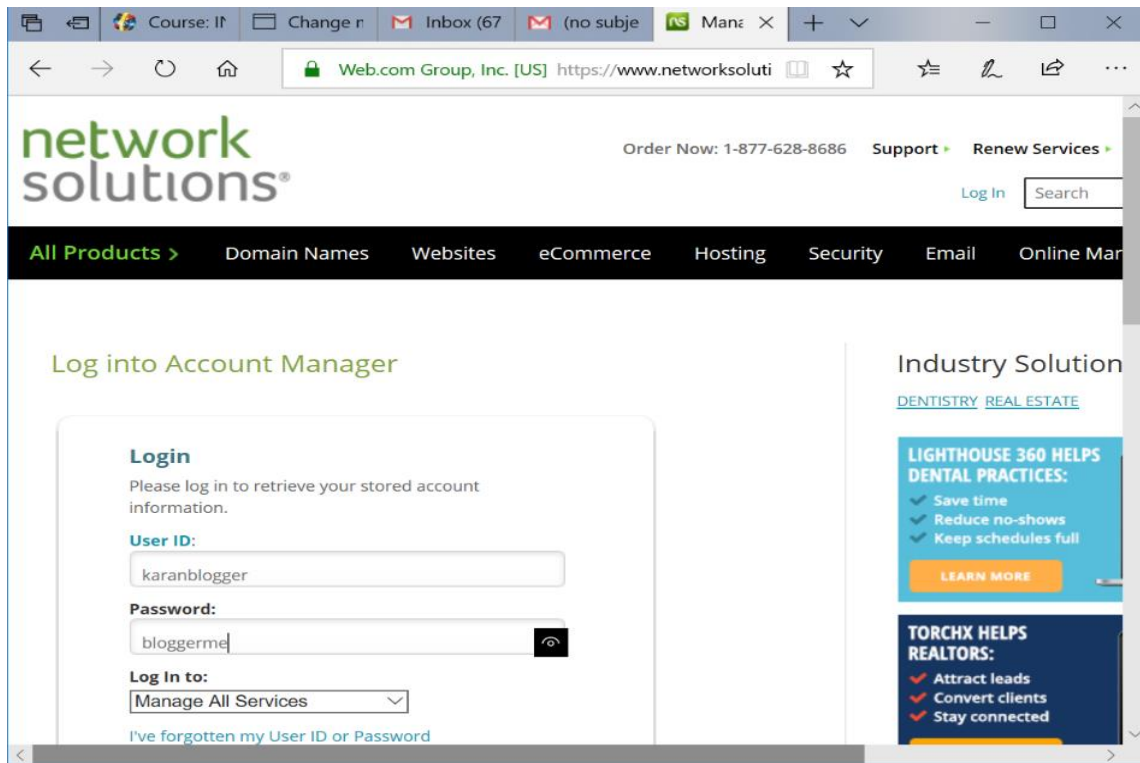 Course: IN
Change n
Inbox (67
(no subje
Mana
Web.com Group, Inc. [US] https://www.networksoluti
network
solutions®
Order Now: 1-877-628-8686 Support Renew Services
Log In Search
All Products > Domain Names Websites eCommerce Hosting Security Email Online Mar
Log into Account Manager
Login
Please log in to retrieve your stored account
information.
User ID:
karanblogger
Password:
bloggerme
Log In to:
Manage All Services
I've forgotten my User ID or Password
Industry Solution
DENTISTRY REAL ESTATE
LIGHTHOUSE 360 HELPS
DENTAL PRACTICES:
Save time
Reduce no-shows
Keep schedules full
LEARN MORE
TORCHX HELPS
REALTORS:
Attract leads
Convert clients
Stay connected